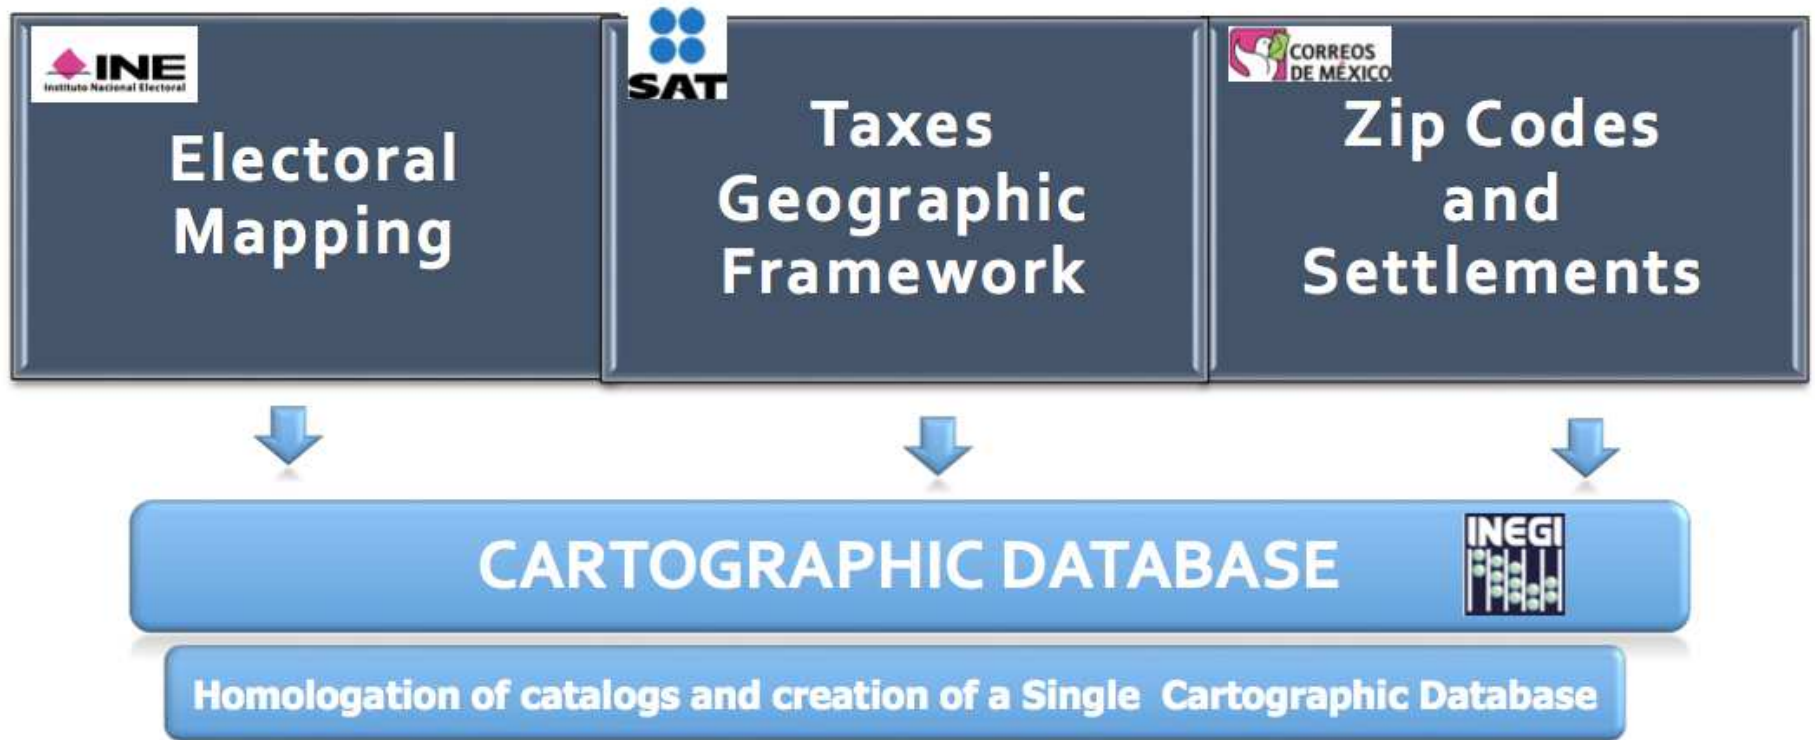 INE
Instituto Nacional Electoral
Electoral
Mapping
SAT
Taxes
Geographic
Framework
CORREOS
DE MÉXICO
Zip Codes
and
Settlements
CARTOGRAPHIC DATABASE
INEGI
Homologation of catalogs and creation of a Single Cartographic Database